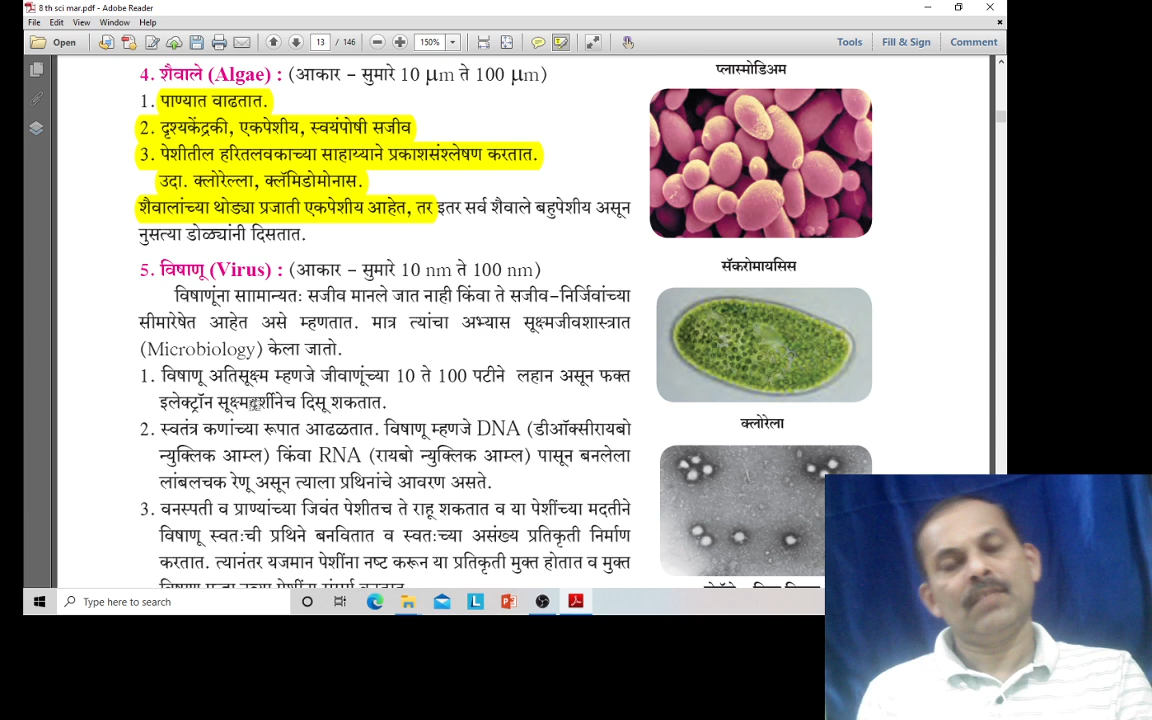 8 th sci mar.pdf - Adobe Reader
File Edit View Window Help
Open 13 / 146 150% Tools Fill & Sign Comment
4. शैवाले (Algae) : (आकार – सुमारे 10 μm ते 100 μm)
1. पाण्यात वाढतात.
2. दृश्यकेंद्रकी, एकपेशीय, स्वयंपोषी सजीव
3. पेशीतील हरितलवकाच्या साहाय्याने प्रकाशसंश्लेषण करतात.
उदा. क्लोरेल्ला, क्लॅमिडोमोनास.
शैवालांच्या थोड्या प्रजाती एकपेशीय आहेत, तर इतर सर्व शैवाले बहुपेशीय असून
नुसत्या डोळ्यांनी दिसतात.
5. विषाणू (Virus) : (आकार – सुमारे 10 nm ते 100 nm)
विषाणूंना साामान्यतः सजीव मानले जात नाही किंवा ते सजीव-निर्जिवांच्या
सीमारेषेत आहेत असे म्हणतात. मात्र त्यांचा अभ्यास सूक्ष्मजीवशास्त्रात
(Microbiology) केला जातो.
1. विषाणू अतिसूक्ष्म म्हणजे जीवाणूंच्या 10 ते 100 पटीने लहान असून फक्त
इलेक्ट्रॉन सूक्ष्मदर्शीनेच दिसू शकतात.
2. स्वतंत्र कणांच्या रूपात आढळतात. विषाणू म्हणजे DNA (डीऑक्सीरायबो
न्युक्लिक आम्ल) किंवा RNA (रायबो न्युक्लिक आम्ल) पासून बनलेला
लांबलचक रेणू असून त्याला प्रथिनांचे आवरण असते.
3. वनस्पती व प्राण्यांच्या जिवंत पेशीतच ते राहू शकतात व या पेशींच्या मदतीने
विषाणू स्वतःची प्रथिने बनवितात व स्वतःच्या असंख्य प्रतिकृती निर्माण
करतात. त्यानंतर यजमान पेशींना नष्ट करून या प्रतिकृती मुक्त होतात व मुक्त
प्लास्मोडिअम
सॅकरोमायसिस
क्लोरेला
Type here to search